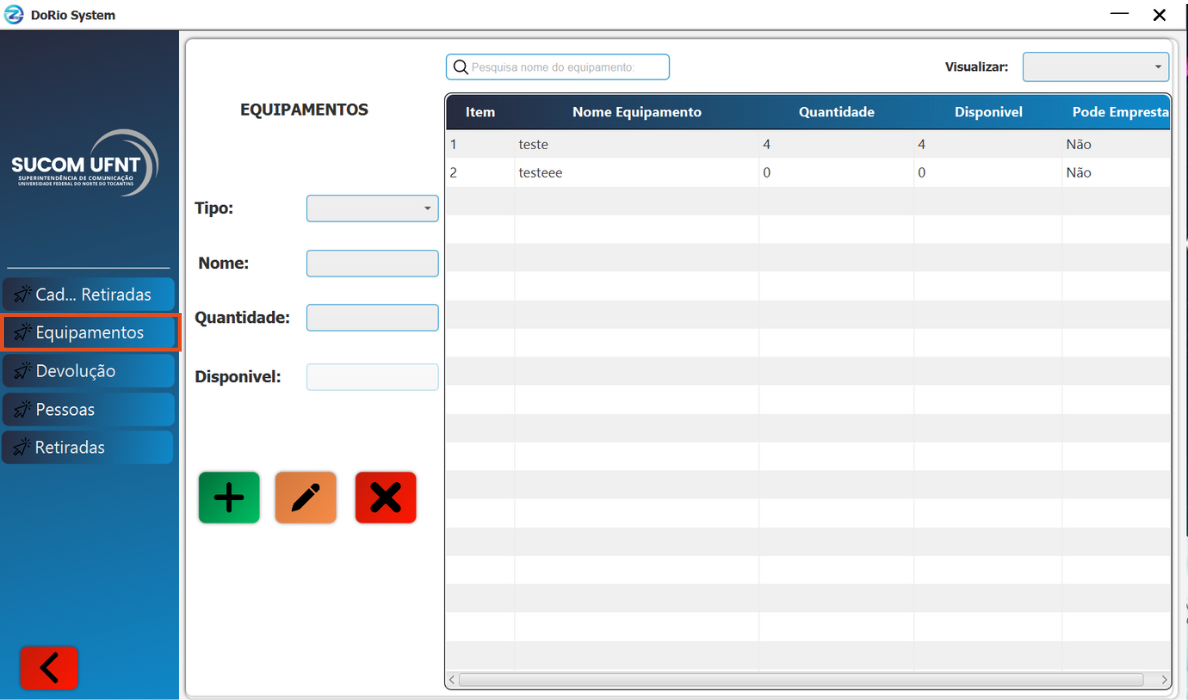 DoRio System
SUCOM UFNT
SUPERINTENDÊNCIA DE COMUNICAÇÃO
UNIVERSIDADE FEDERAL DO NORTE DO TOCANTINS
Cad... Retiradas
Equipamentos
Devolução
Pessoas
Retiradas
EQUIPAMENTOS
Tipo:
Nome:
Quantidade:
Disponivel:
Pesquisa nome do equipamento:
Visualizar:
Item Nome Equipamento Quantidade Disponivel Pode Empresta
1 teste 4 4 Não
2 testeee 0 0 Não